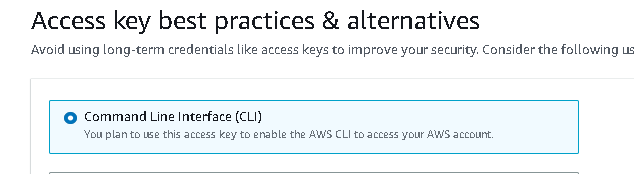 Access key best practices & alternatives
Avoid using long-term credentials like access keys to improve your security. Consider the following us
Command Line Interface (CLI)
You plan to use this access key to enable the AWS CLI to access your AWS account.